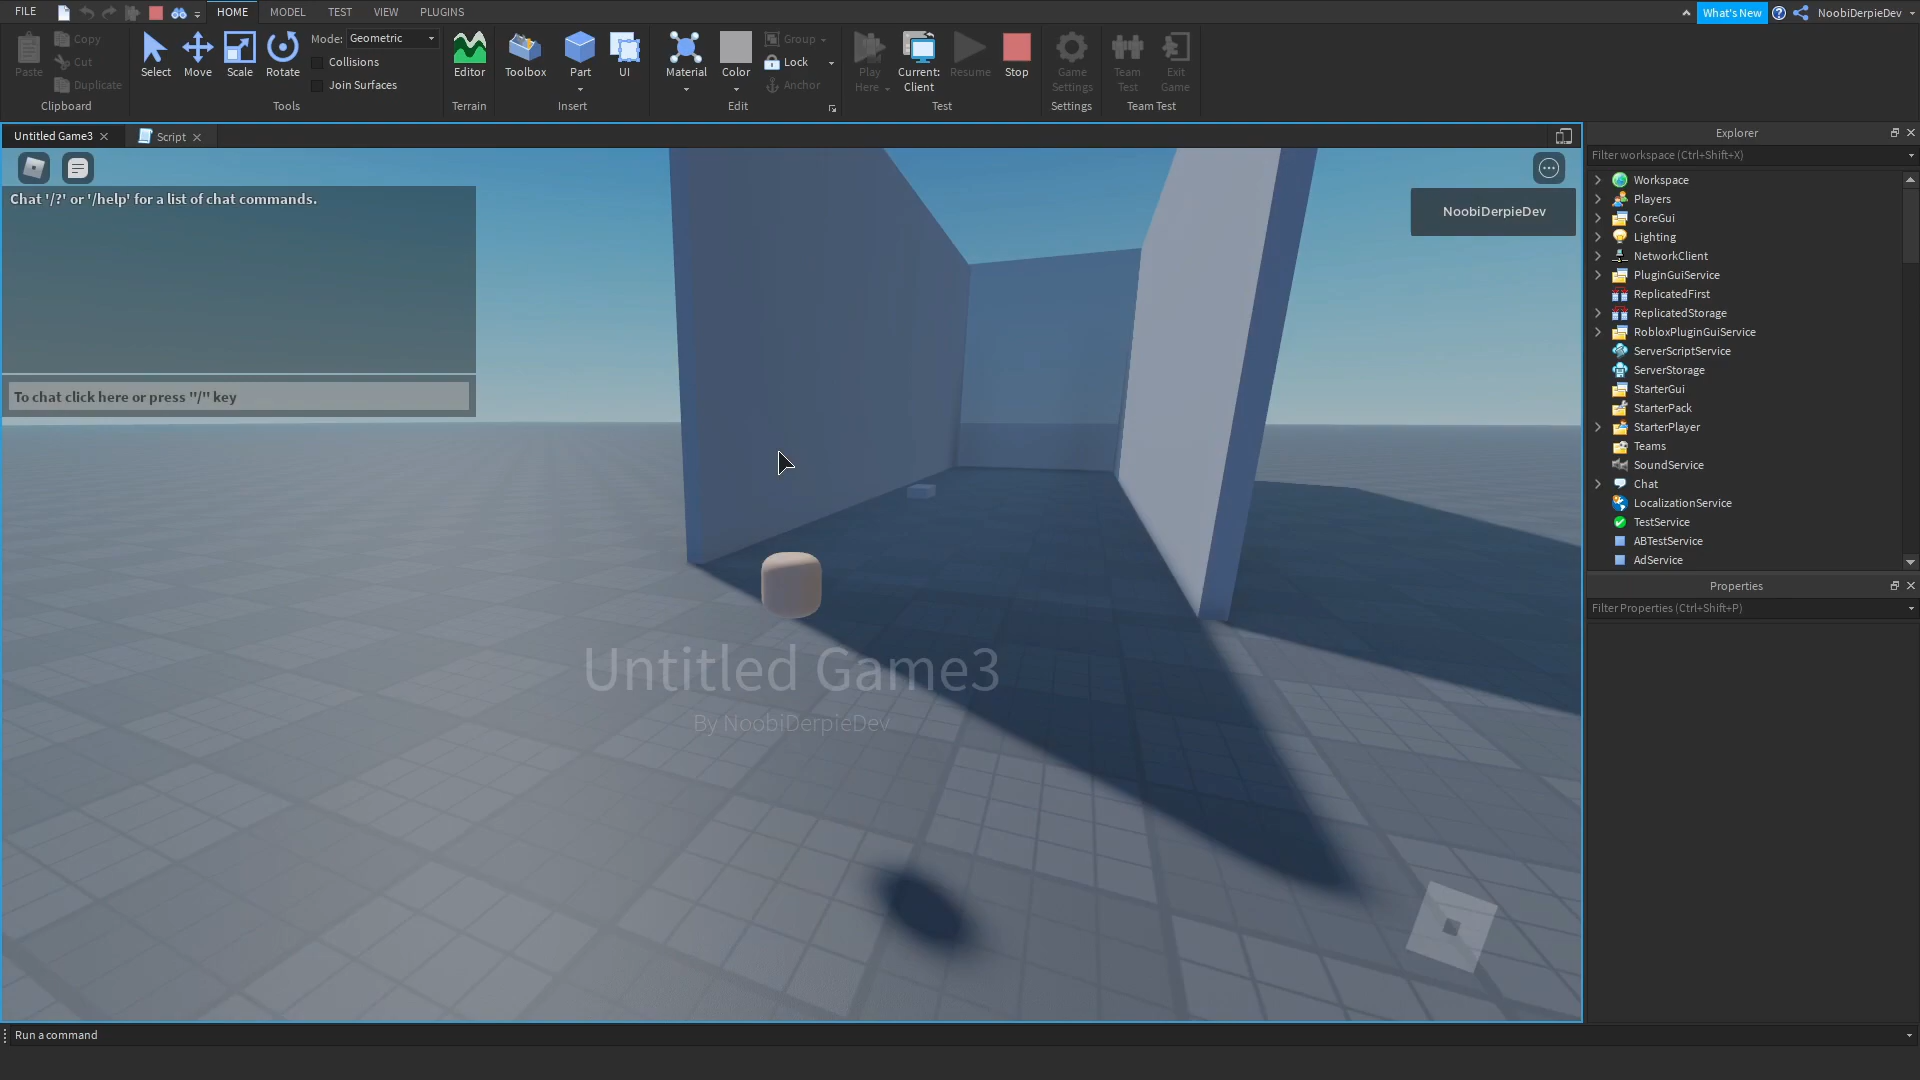 FILE
HOME
MODEL
TEST
VIEW
PLUGINS
What's New
NoobiDerpieDev
Paste
Copy
Cut
Duplicate
Clipboard
Select
Move
Scale
Rotate
Mode: Geometric
Collisions
Join Surfaces
Tools
Editor
Terrain
Toolbox
Part
UI
Insert
Material
Color
Group
Lock
Anchor
Edit
Play
Here
Current:
Client
Resume
Stop
Test
Game
Settings
Settings
Team
Test
Exit
Game
Team Test
Untitled Game3
Script
Chat '/?' or '/help' for a list of chat commands.
To chat click here or press "/" key
NoobiDerpieDev
Untitled Game3
By NoobiDerpieDev
Explorer
Filter workspace (Ctrl+Shift+X)
Workspace
Players
CoreGui
Lighting
NetworkClient
PluginGuiService
ReplicatedFirst
ReplicatedStorage
RobloxPluginGuiService
ServerScriptService
ServerStorage
StarterGui
StarterPack
StarterPlayer
Teams
SoundService
Chat
LocalizationService
TestService
ABTestService
AdService
Properties
Filter Properties (Ctrl+Shift+P)
Run a command